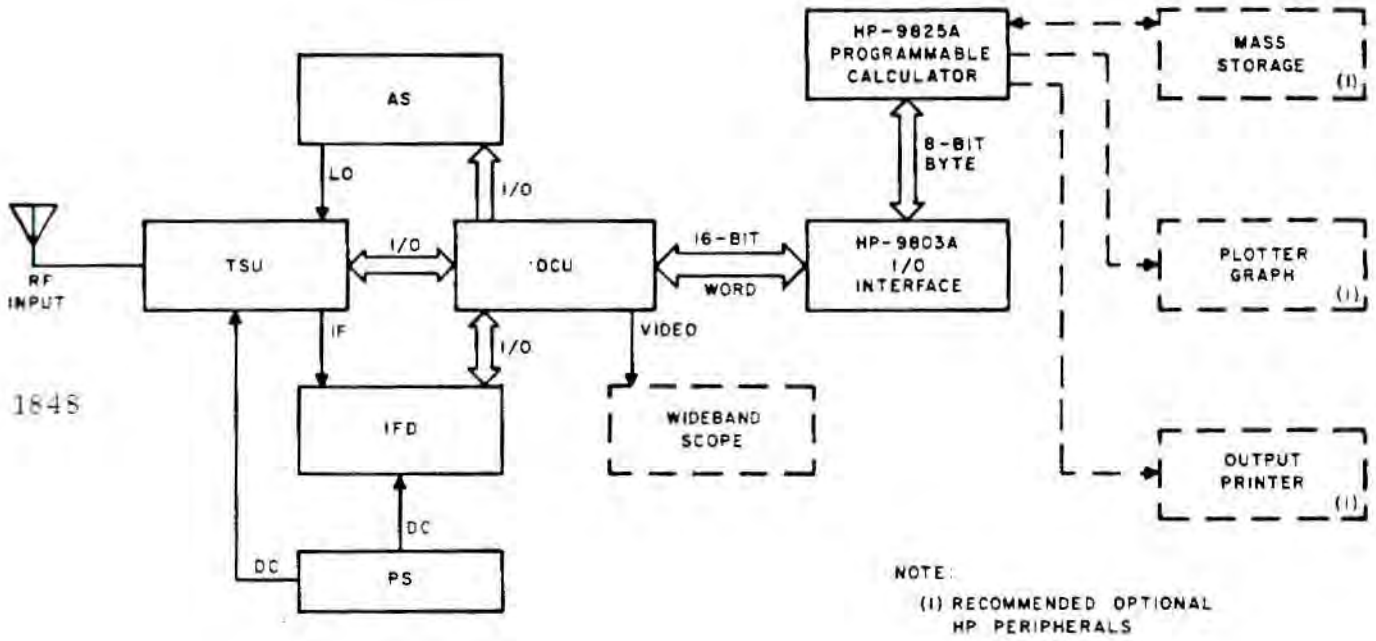 HP-9825A
PROGRAMMABLE
CALCULATOR
MASS
STORAGE
(1)
AS
8-BIT
BYTE
LO
I/O
RF
INPUT
TSU
I/O
DCU
16-BIT
WORD
HP-9803A
I/O
INTERFACE
PLOTTER
GRAPH
(1)
IF
I/O
VIDEO
1848
IFD
WIDEBAND
SCOPE
OUTPUT
PRINTER
(1)
DC
DC
PS
NOTE:
(1) RECOMMENDED OPTIONAL
HP PERIPHERALS